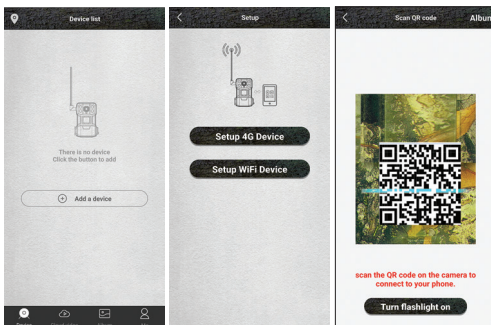 Device list
There is no device
Click the button to add
Add a device
Setup
Setup 4G Device
Setup WiFi Device
Scan QR code
Album
scan the QR code on the camera to
connect to your phone.
Turn flashlight on